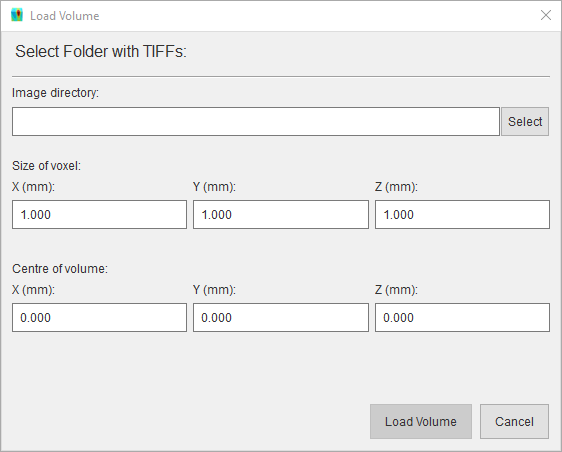 Load Volume
Select Folder with TIFFs:
Image directory:
Select
Size of voxel:
X (mm): Y (mm): Z (mm):
1.000 1.000 1.000
Centre of volume:
X (mm): Y (mm): Z (mm):
0.000 0.000 0.000
Load Volume Cancel